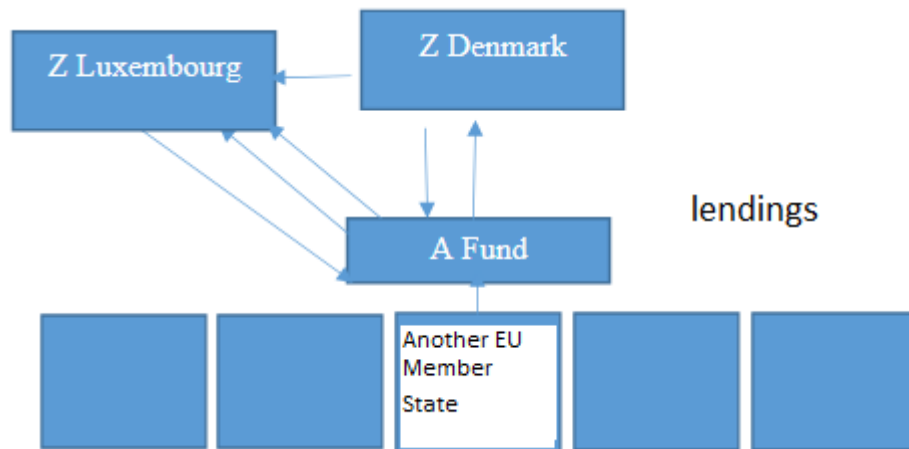 Z Luxembourg
Z Denmark
lendings
A Fund
Another EU
Member
State